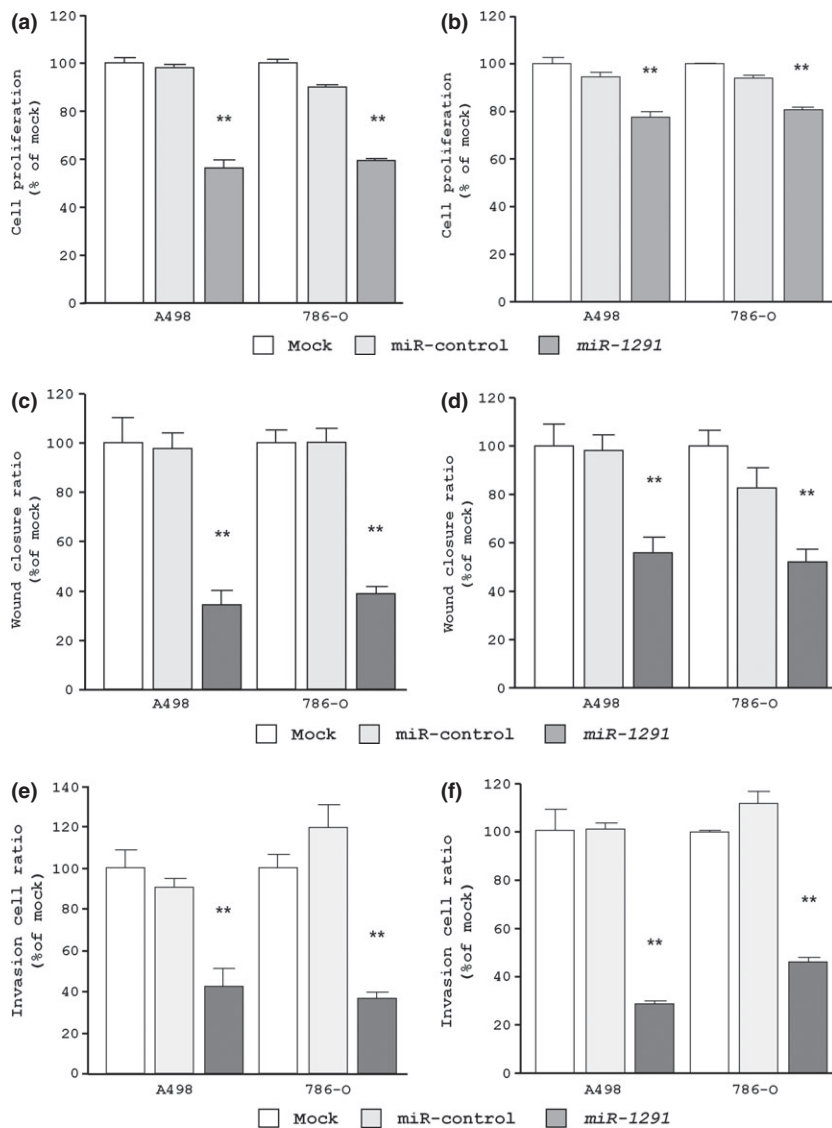 (a)
120
100
80
60
40
20
0
Cell proliferation
(% of mock)
**
**
A498
786-O
(b)
120
100
80
60
40
20
0
Cell proliferation
(% of mock)
**
**
A498
786-O
Mock miR-control miR-1291
(c)
120
100
80
60
40
20
0
Wound closure ratio
(%of mock)
**
**
A498
786-O
(d)
120
100
80
60
40
20
0
Wound closure ratio
(%of mock)
**
**
A498
786-O
Mock miR-control miR-1291
(e)
140
120
100
80
60
40
20
0
Invasion cell ratio
(%of mock)
**
**
A498
786-O
(f)
120
100
80
60
40
20
0
Invasion cell ratio
(%of mock)
**
**
A498
786-O
Mock miR-control miR-1291